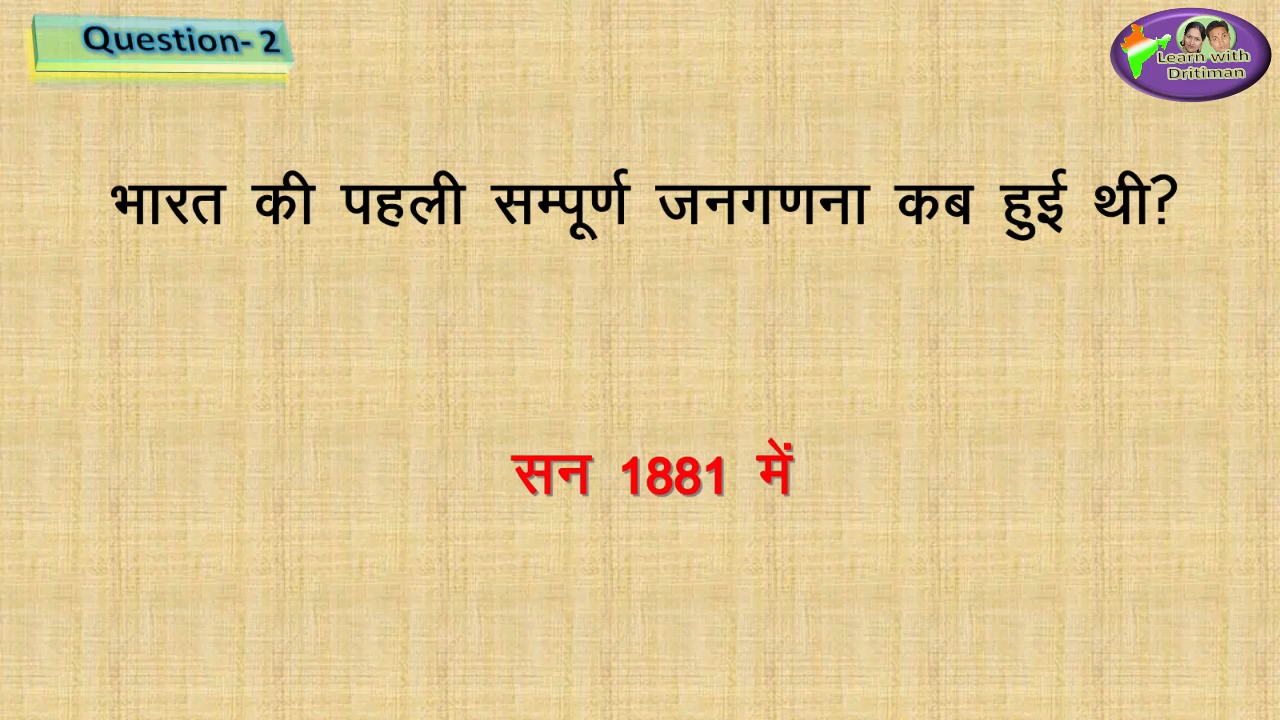 Question- 2
Learn with
Dritiman
भारत की पहली सम्पूर्ण जनगणना कब हुई थी?
सन 1881 में